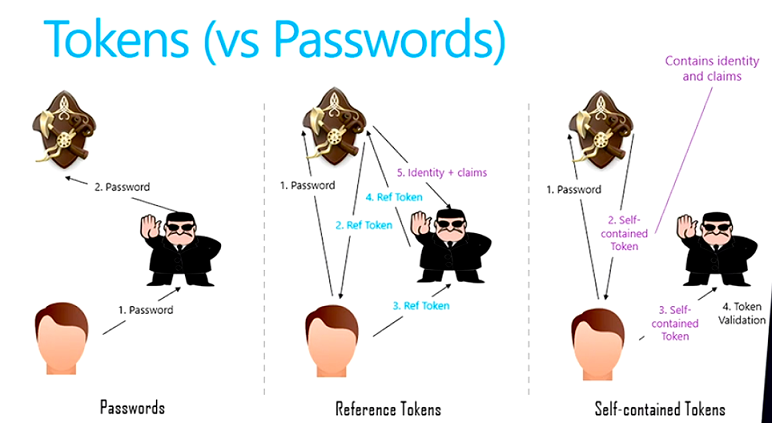 Tokens (vs Passwords)
Contains identity
and claims
2. Password
1. Password
Passwords
1. Password
5. Identity + claims
4. Ref Token
2. Ref Token
3. Ref Token
Reference Tokens
1. Password
2. Self-
contained
Token
3. Self-
contained
Token
4. Token
Validation
Self-contained Tokens